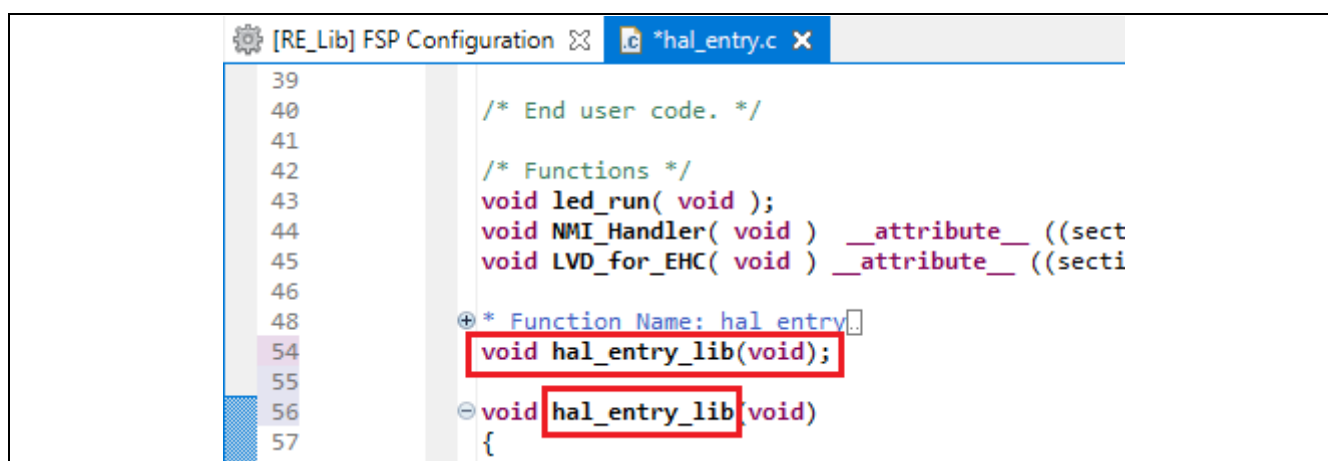 [RE_Lib] FSP Configuration *hal_entry.c
39
40 /* End user code. */
41
42 /* Functions */
43 void led_run( void );
44 void NMI_Handler( void ) __attribute__ ((sect
45 void LVD_for_EHC( void ) __attribute__ ((secti
46
48 * Function Name: hal_entry..
54 void hal_entry_lib(void);
55
56 void hal_entry_lib(void)
57 {